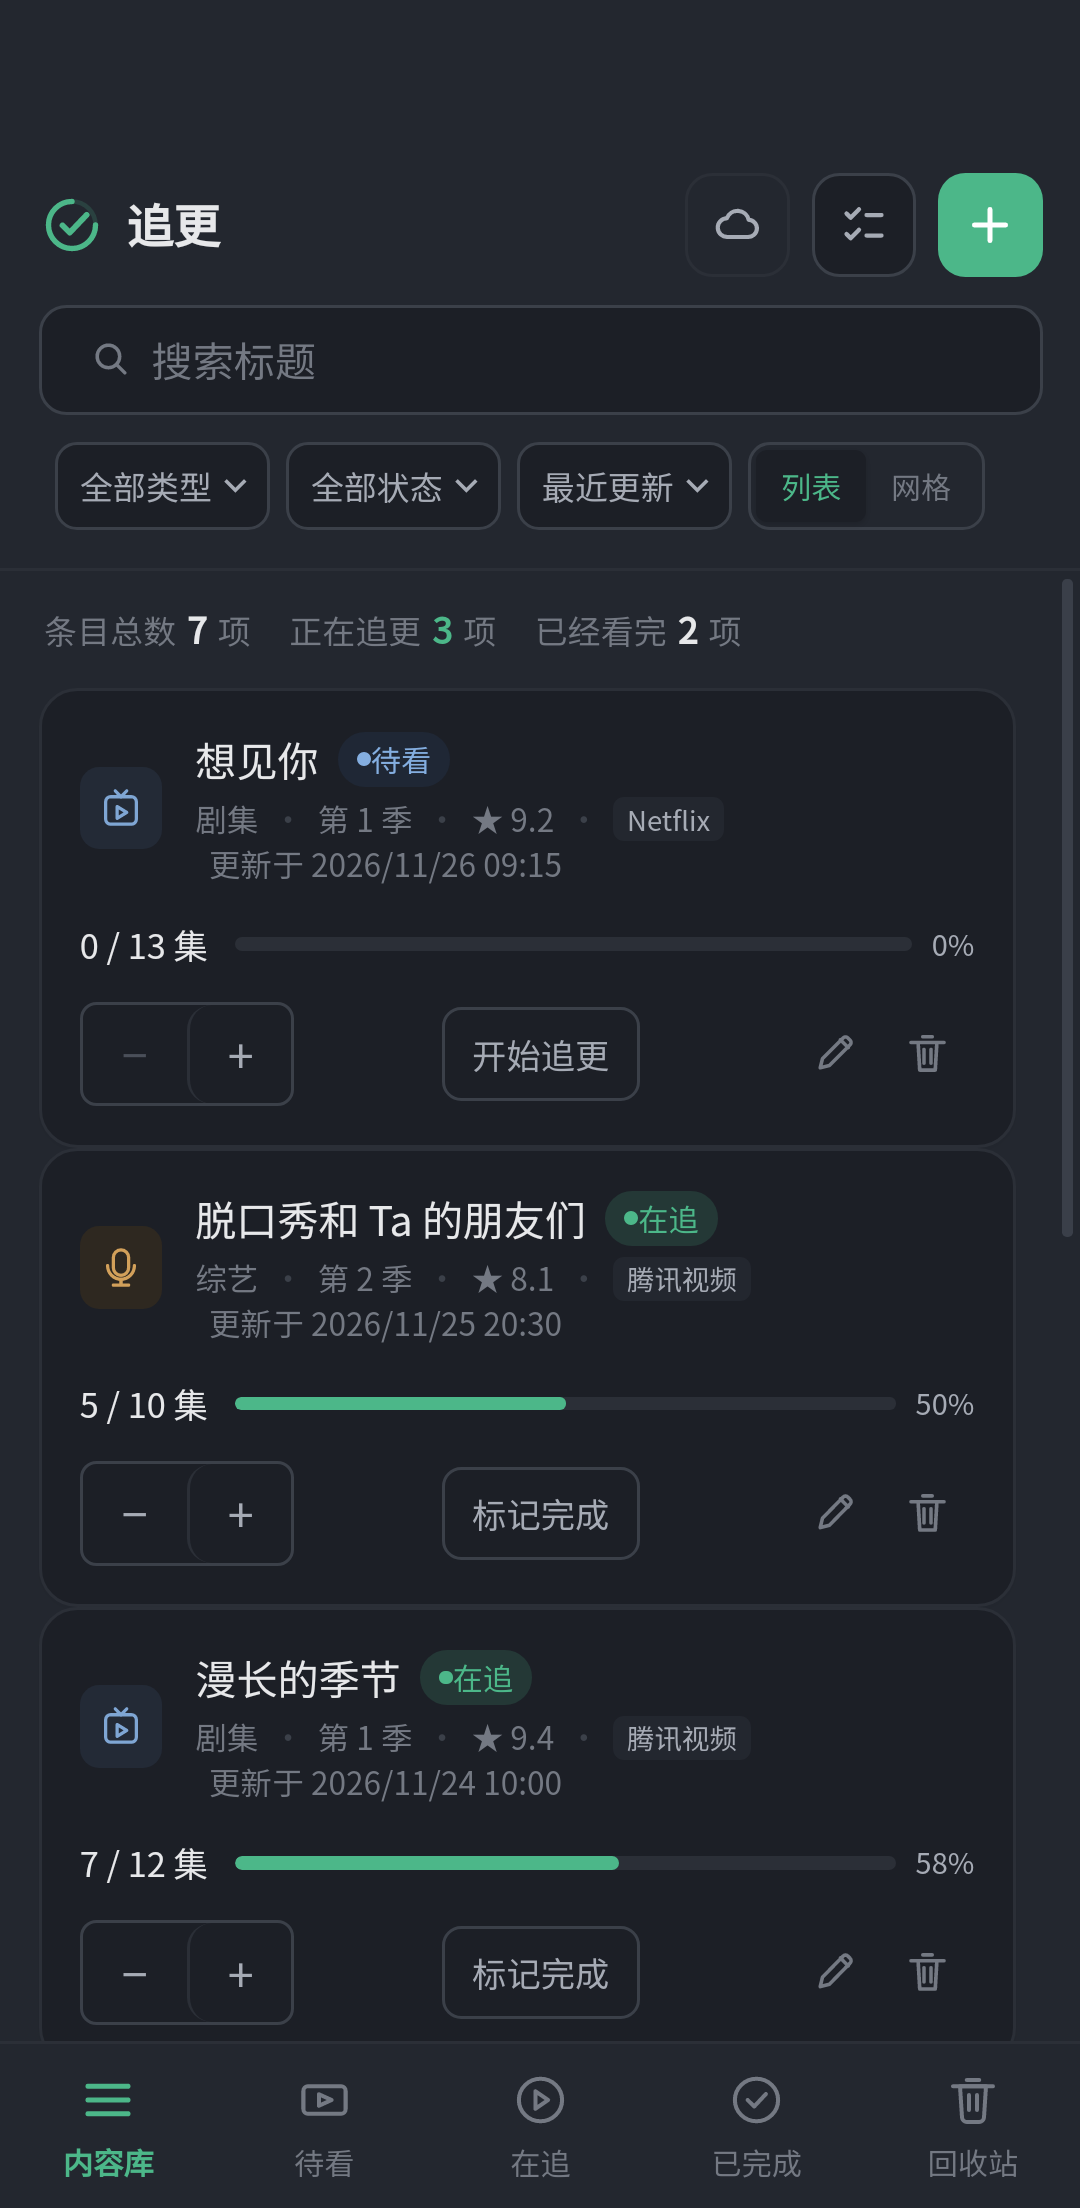 追更
搜索标题
全部类型 全部状态 最近更新 列表 网格
条目总数 7 项 正在追更 3 项 已经看完 2 项
想见你 待看
剧集 · 第 1 季 · ★ 9.2 · Netflix
更新于 2026/11/26 09:15
0 / 13 集 0%
− + 开始追更
脱口秀和 Ta 的朋友们 在追
综艺 · 第 2 季 · ★ 8.1 · 腾讯视频
更新于 2026/11/25 20:30
5 / 10 集 50%
− + 标记完成
漫长的季节 在追
剧集 · 第 1 季 · ★ 9.4 · 腾讯视频
更新于 2026/11/24 10:00
7 / 12 集 58%
− + 标记完成
内容库 待看 在追 已完成 回收站